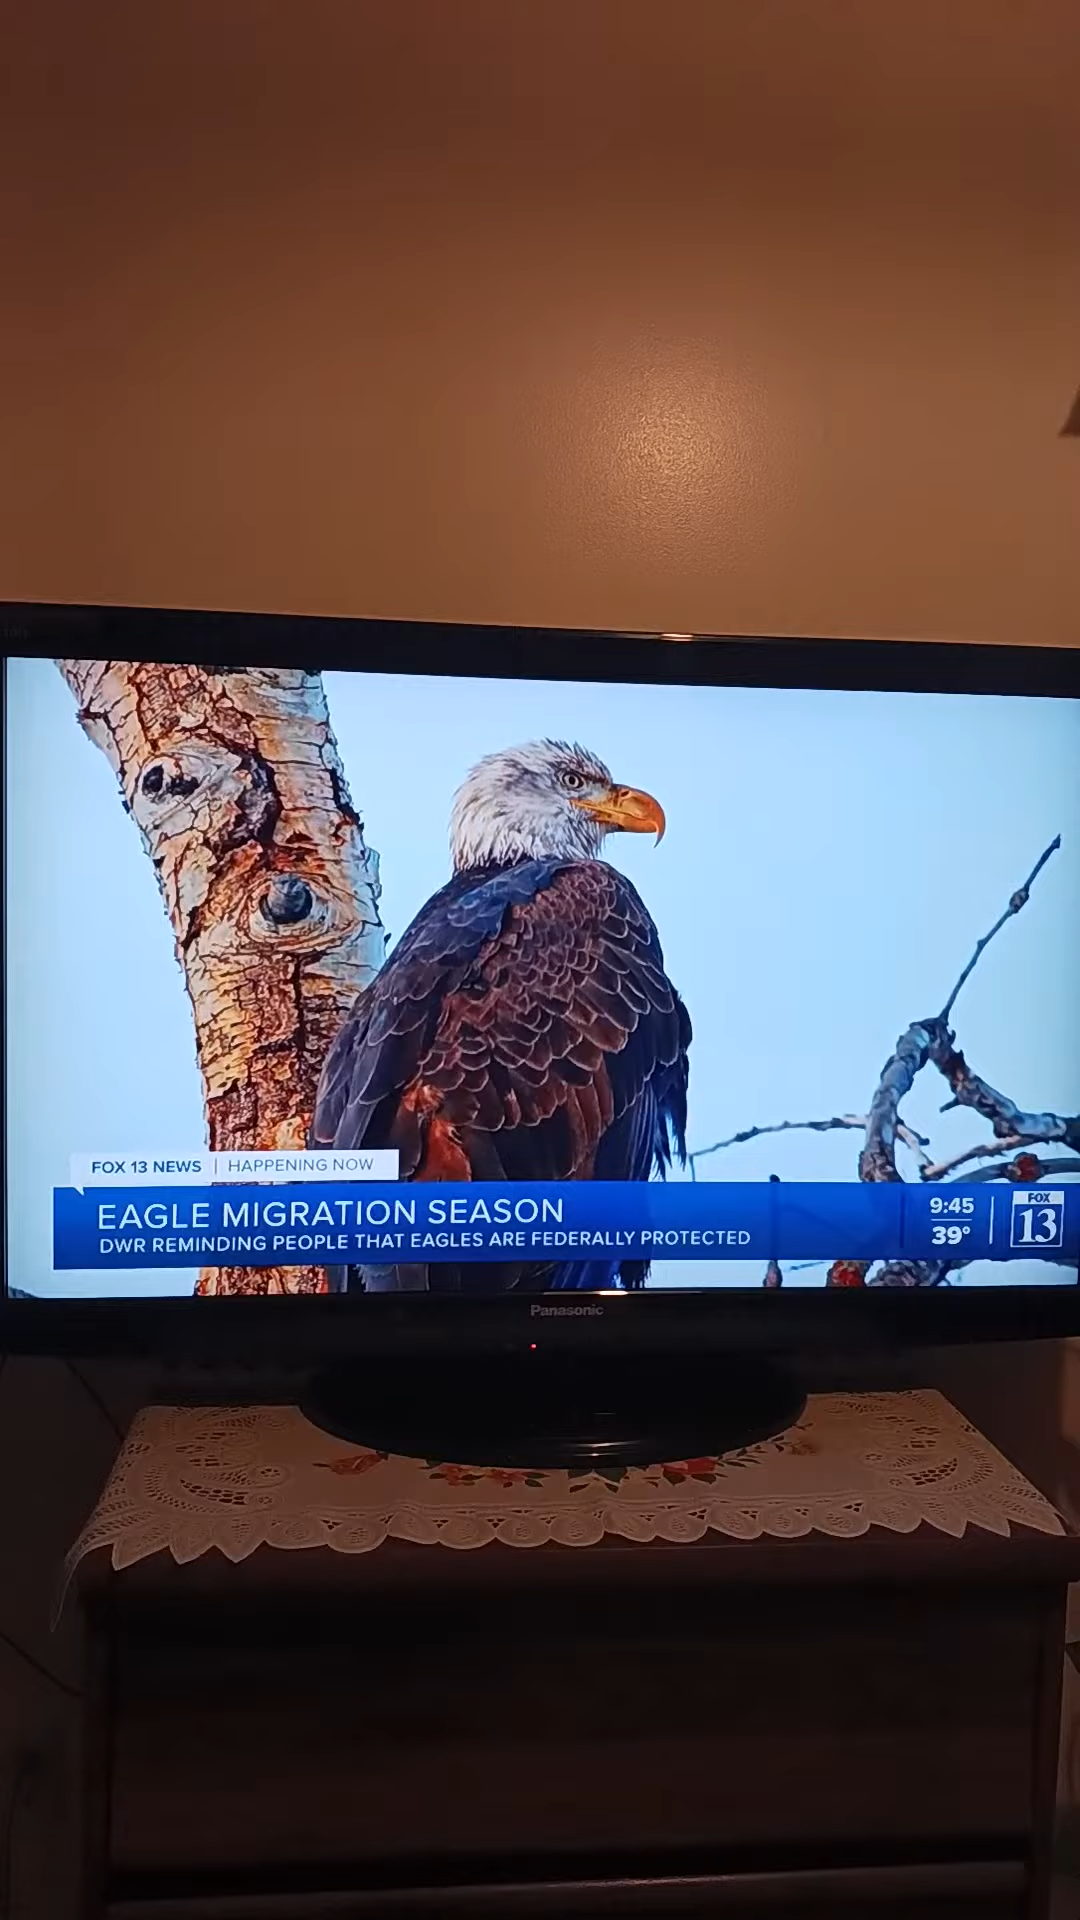 FOX 13 NEWS | HAPPENING NOW
EAGLE MIGRATION SEASON
DWR REMINDING PEOPLE THAT EAGLES ARE FEDERALLY PROTECTED
9:45
39°
FOX
13
Panasonic